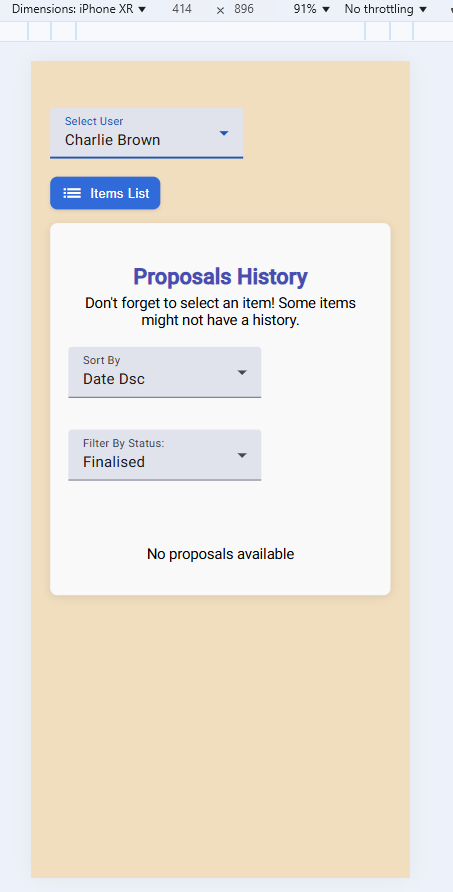 Dimensions: iPhone XR 414 × 896 91% No throttling
Select User
Charlie Brown
Items List
Proposals History
Don't forget to select an item! Some items
might not have a history.
Sort By
Date Dsc
Filter By Status:
Finalised
No proposals available